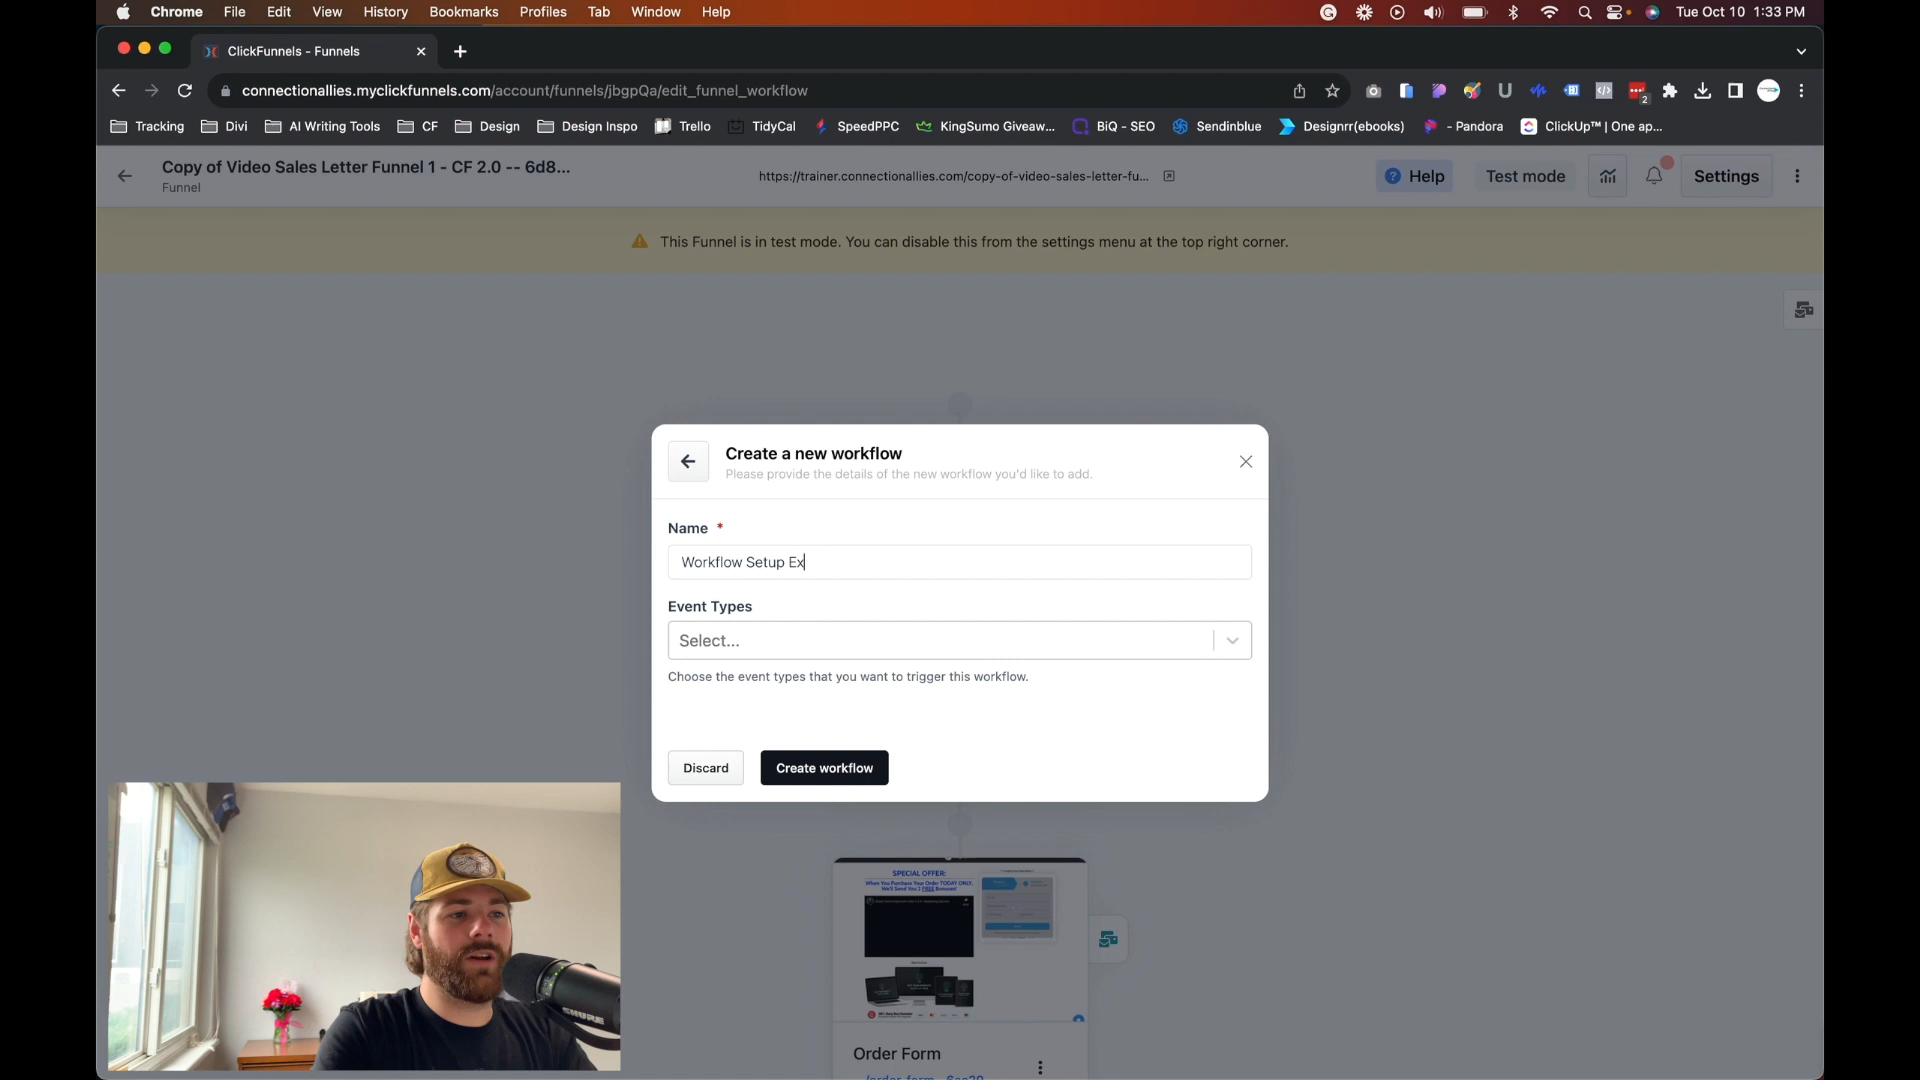 Chrome File Edit View History Bookmarks Profiles Tab Window Help Tue Oct 10 1:33 PM
ClickFunnels - Funnels
connectionallies.myclickfunnels.com/account/funnels/jbgpQa/edit_funnel_workflow
2
Tracking Divi AI Writing Tools CF Design Design Inspo Trello TidyCal SpeedPPC KingSumo Giveaw... BiQ - SEO Sendinblue Designrr(ebooks) - Pandora ClickUp™ | One ap...
Copy of Video Sales Letter Funnel 1 - CF 2.0 -- 6d8...
Funnel
https://trainer.connectionallies.com/copy-of-video-sales-letter-fu...
Help Test mode Settings
This Funnel is in test mode. You can disable this from the settings menu at the top right corner.
Create a new workflow
Please provide the details of the new workflow you'd like to add.
Name *
Workflow Setup Ex
Event Types
Select...
Choose the event types that you want to trigger this workflow.
Discard Create workflow
SPECIAL OFFER:
When You Purchase Your Order TODAY ONLY,
We'll Send You 3 FREE Bonuses!
Order Form
SHURE